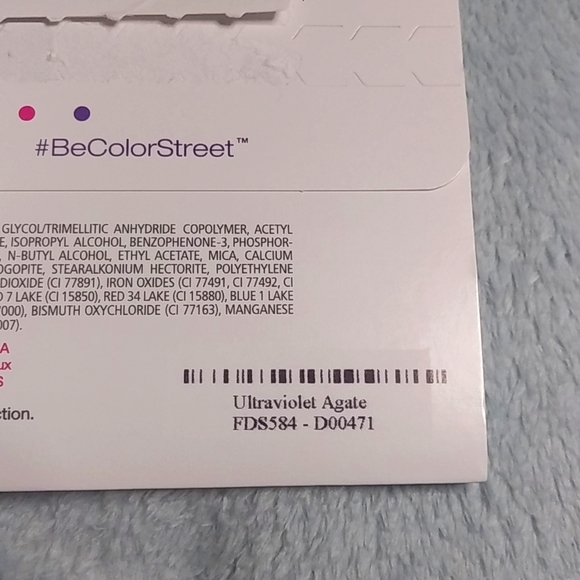 #BeColorStreet™
GLYCOL/TRIMELLITIC ANHYDRIDE COPOLYMER, ACETYL
E, ISOPROPYL ALCOHOL, BENZOPHENONE-3, PHOSPHOR-
, N-BUTYL ALCOHOL, ETHYL ACETATE, MICA, CALCIUM
OGOPITE, STEARALKONIUM HECTORITE, POLYETHYLENE
DIOXIDE (CI 77891), IRON OXIDES (CI 77491, CI 77492, CI
D 7 LAKE (CI 15850), RED 34 LAKE (CI 15880), BLUE 1 LAKE
7000), BISMUTH OXYCHLORIDE (CI 77163), MANGANESE
007).
A
ux
S
ction.
Ultraviolet Agate
FDS584 - D00471